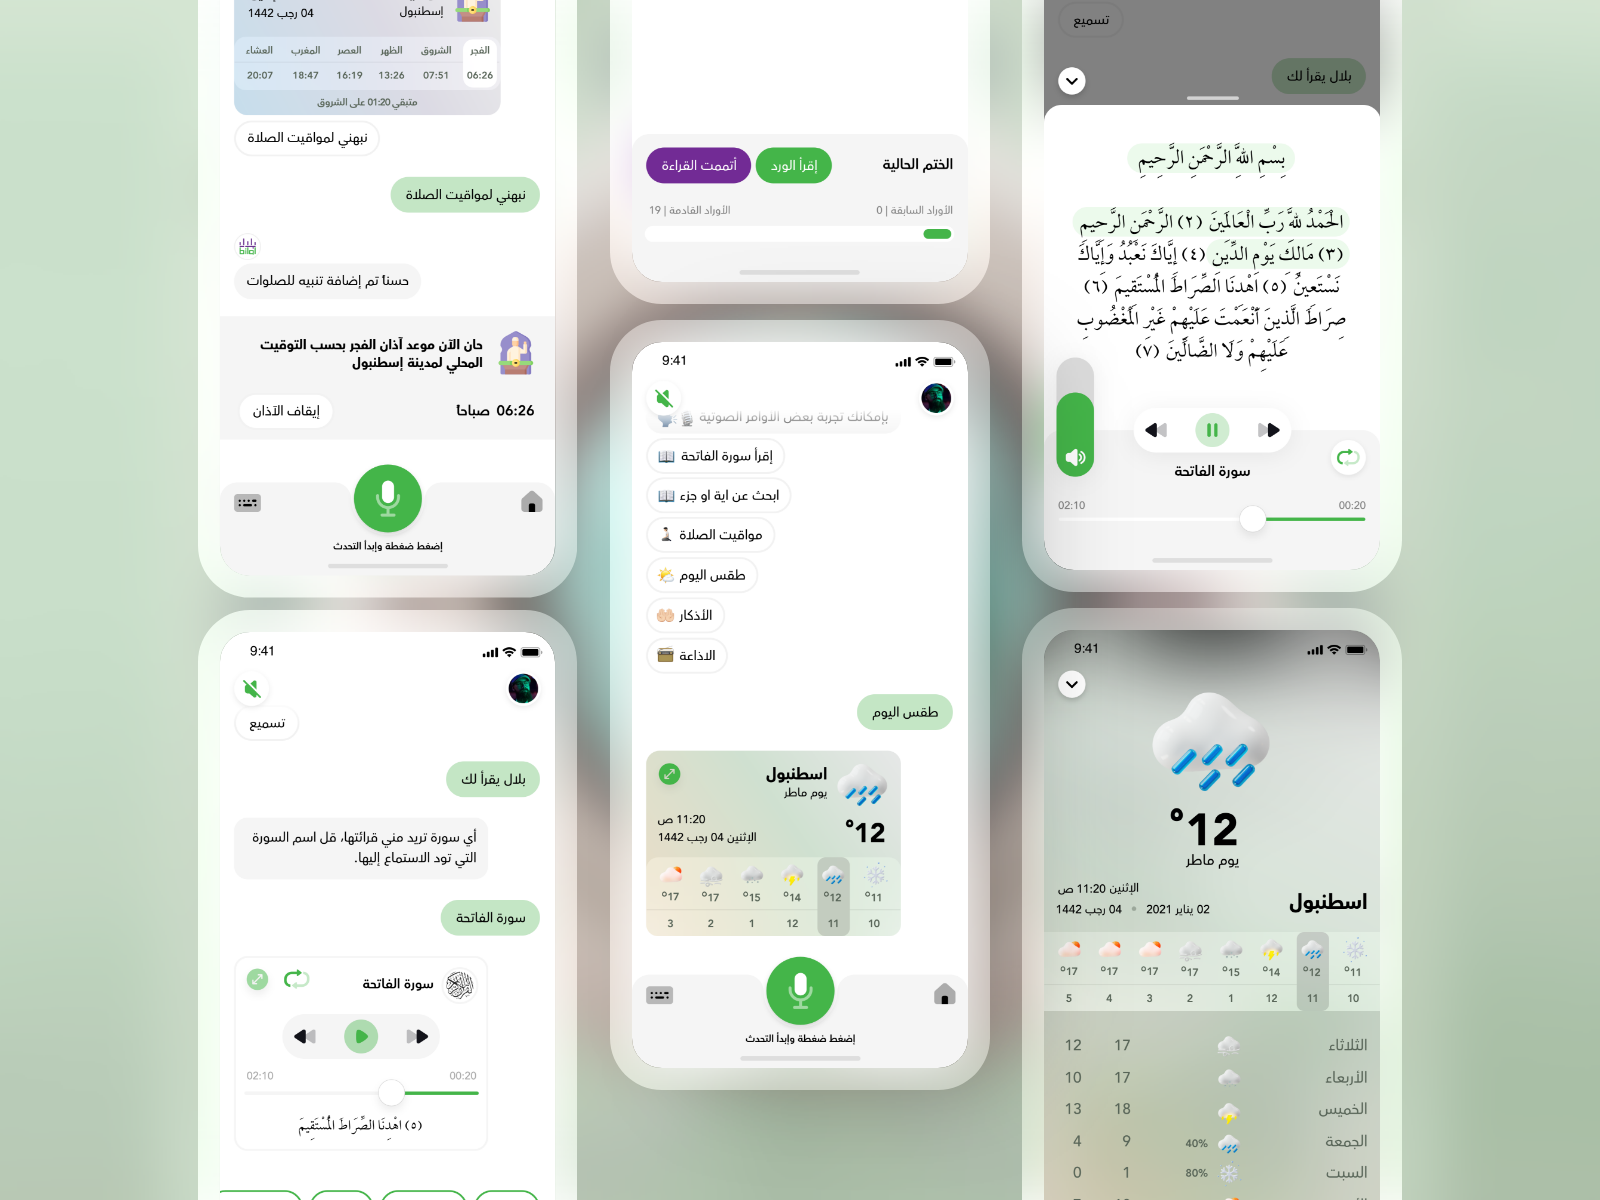 إسطنبول
04 رجب 1442
الفجر الشروق الظهر العصر المغرب العشاء
06:26 07:51 13:26 16:19 18:47 20:07
متبقي 01:20 على الشروق
نبهني لمواقيت الصلاة
نبهني لمواقيت الصلاة
بلال
bilal
حسناً تم إضافة تنبيه للصلوات
حان الآن موعد آذان الفجر بحسب التوقيت
المحلي لمدينة إسطنبول
06:26 صباحاً
إيقاف الآذان
إضغط ضغطة وإبدأ التحدث
9:41
تسميع
بلال يقرأ لك
أي سورة تريد مني قرائتها، قل اسم السورة
التي تود الاستماع إليها.
سورة الفاتحة
سورة الفاتحة
00:20
02:10
(٥) اهْدِنَا الصِّرَاطَ الْمُسْتَقِيمَ
الختم الحالية
إقرأ الورد
أتممت القراءة
الأوراد السابقة | 0
الأوراد القادمة | 19
9:41
بإمكانك تجربة بعض الأوامر الصوتية
إقرأ سورة الفاتحة
ابحث عن اية او جزء
مواقيت الصلاة
طقس اليوم
الأذكار
الاذاعة
طقس اليوم
اسطنبول
يوم ماطر
°12
11:20 ص
الإثنين 04 رجب 1442
°11 °12 °14 °15 °17 °17
10 11 12 1 2 3
إضغط ضغطة وإبدأ التحدث
تسميع
بلال يقرأ لك
بِسْمِ اللَّهِ الرَّحْمَنِ الرَّحِيمِ
الْحَمْدُ لِلَّهِ رَبِّ الْعَالَمِينَ (٢) الرَّحْمَنِ الرَّحِيمِ
(٣) مَالِكِ يَوْمِ الدِّينِ (٤) إِيَّاكَ نَعْبُدُ وَإِيَّاكَ
نَسْتَعِينُ (٥) اهْدِنَا الصِّرَاطَ الْمُسْتَقِيمَ (٦)
صِرَاطَ الَّذِينَ أَنْعَمْتَ عَلَيْهِمْ غَيْرِ الْمَغْضُوبِ
عَلَيْهِمْ وَلَا الضَّالِّينَ (٧)
سورة الفاتحة
00:20
02:10
9:41
°12
يوم ماطر
اسطنبول
الإثنين 11:20 ص
02 يناير 2021 • 04 رجب 1442
°11 °12 °14 °15 °17 °17 °17 °17
10 11 12 1 2 3 4 5
الثلاثاء 17 12
الأربعاء 17 10
الخميس 18 13
الجمعة 40% 9 4
السبت 80% 1 0